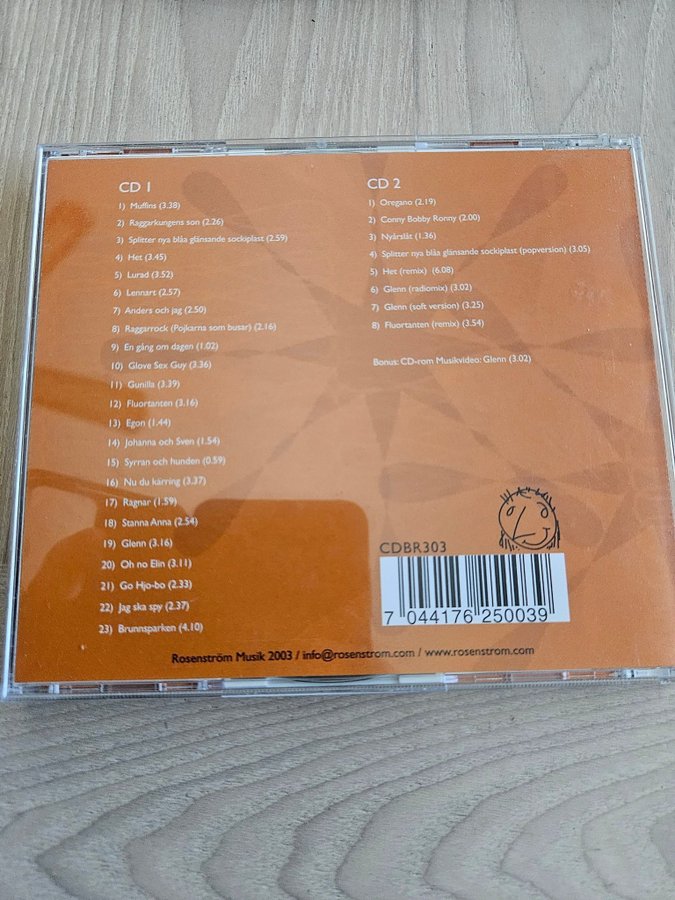 CD 1
1) Muffins (3.38)
2) Raggarkungens son (2.26)
3) Splitter nya blåa glänsande sockiplast (2.59)
4) Het (3.45)
5) Lurad (3.52)
6) Lennart (2.57)
7) Anders och jag (2.50)
8) Raggarrock (Pojkarna som busar) (2.16)
9) En gång om dagen (1.02)
10) Glove Sex Guy (3.36)
11) Gunilla (3.39)
12) Fluortanten (3.16)
13) Egon (1.44)
14) Johanna och Sven (1.54)
15) Syrran och hunden (0.59)
16) Nu du kärring (3.37)
17) Ragnar (1.59)
18) Stanna Anna (2.54)
19) Glenn (3.16)
20) Oh no Elin (3.11)
21) Go Hjo-bo (2.33)
22) Jag ska spy (2.37)
23) Brunnsparken (4.10)
CD 2
1) Oregano (2.19)
2) Conny Bobby Ronny (2.00)
3) Nyårslåt (1.36)
4) Splitter nya blåa glänsande sockiplast (popversion) (3.05)
5) Het (remix) (6.08)
6) Glenn (radiomix) (3.02)
7) Glenn (soft version) (3.25)
8) Fluortanten (remix) (3.54)
Bonus: CD-rom Musikvideo: Glenn (3.02)
CDBR303
7 044176 250039
Rosenström Musik 2003 / info@rosenstrom.com / www.rosenstrom.com